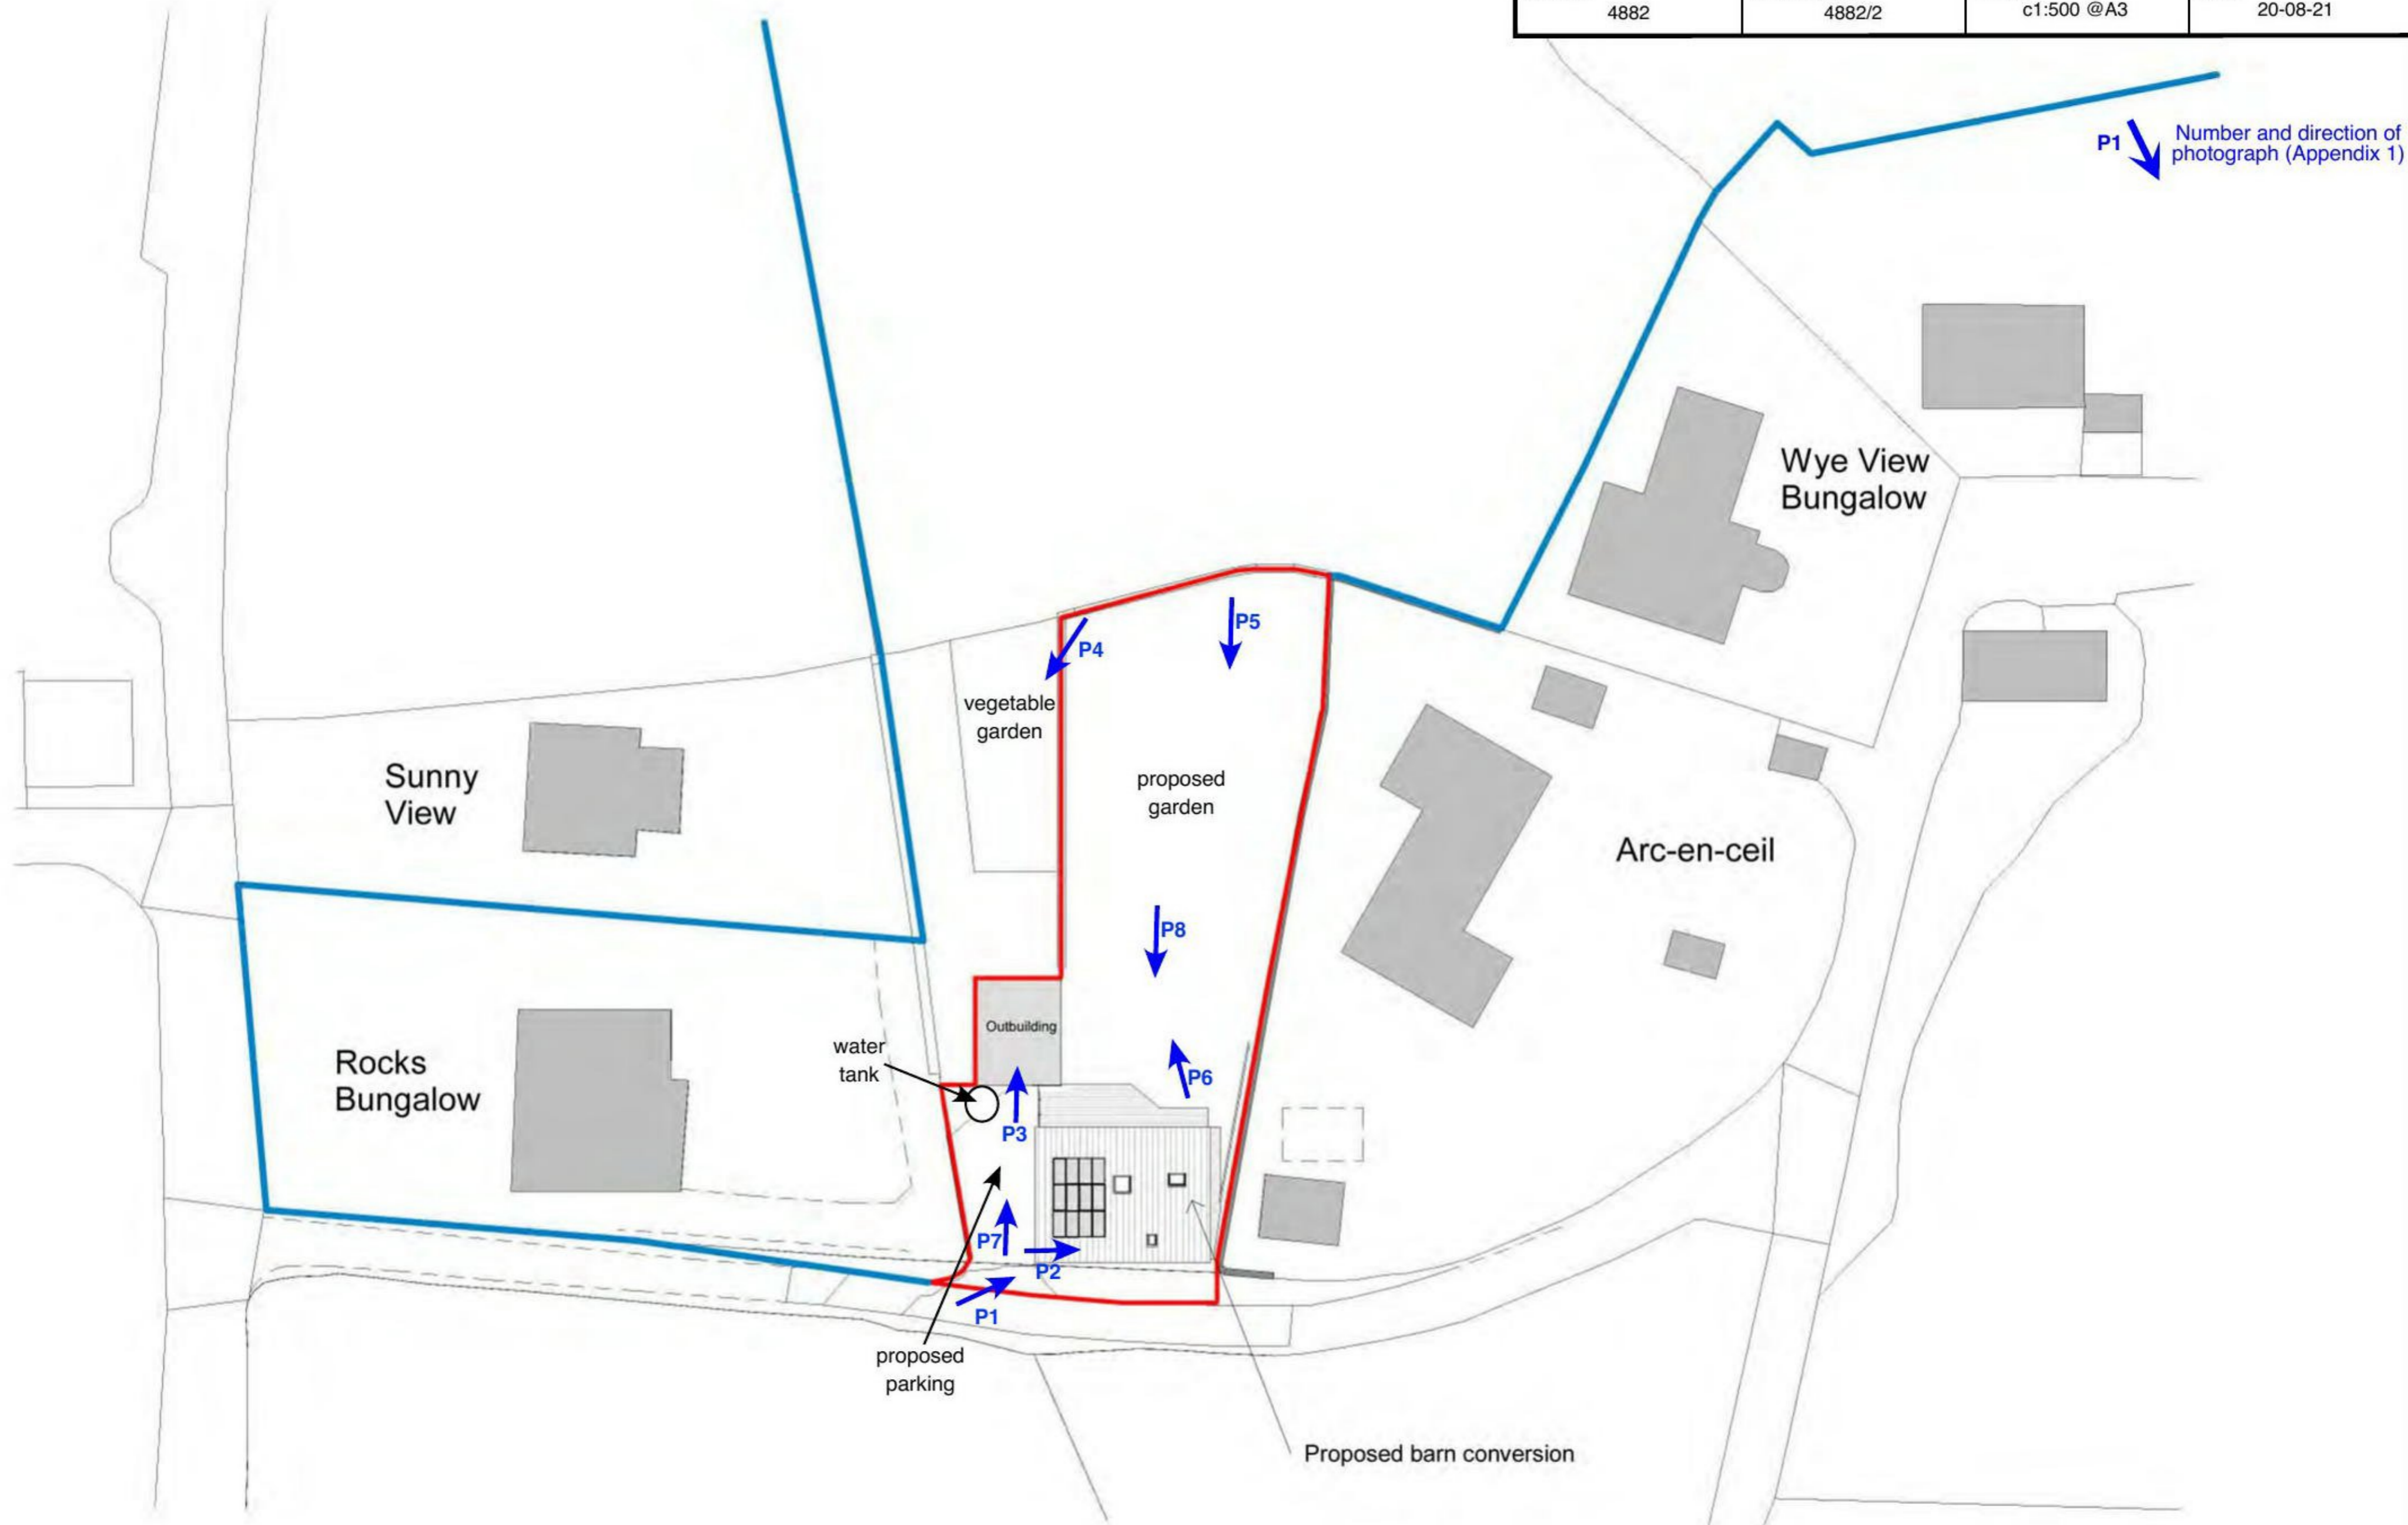 4882 4882/2 c1:500 @A3 20-08-21
P1
Number and direction of
photograph (Appendix 1)
Wye View
Bungalow
P5
P4
vegetable
garden
proposed
garden
Sunny
View
Arc-en-ceil
P8
Outbuilding
water
tank
Rocks
Bungalow
P6
P3
P7
P2
P1
proposed
parking
Proposed barn conversion